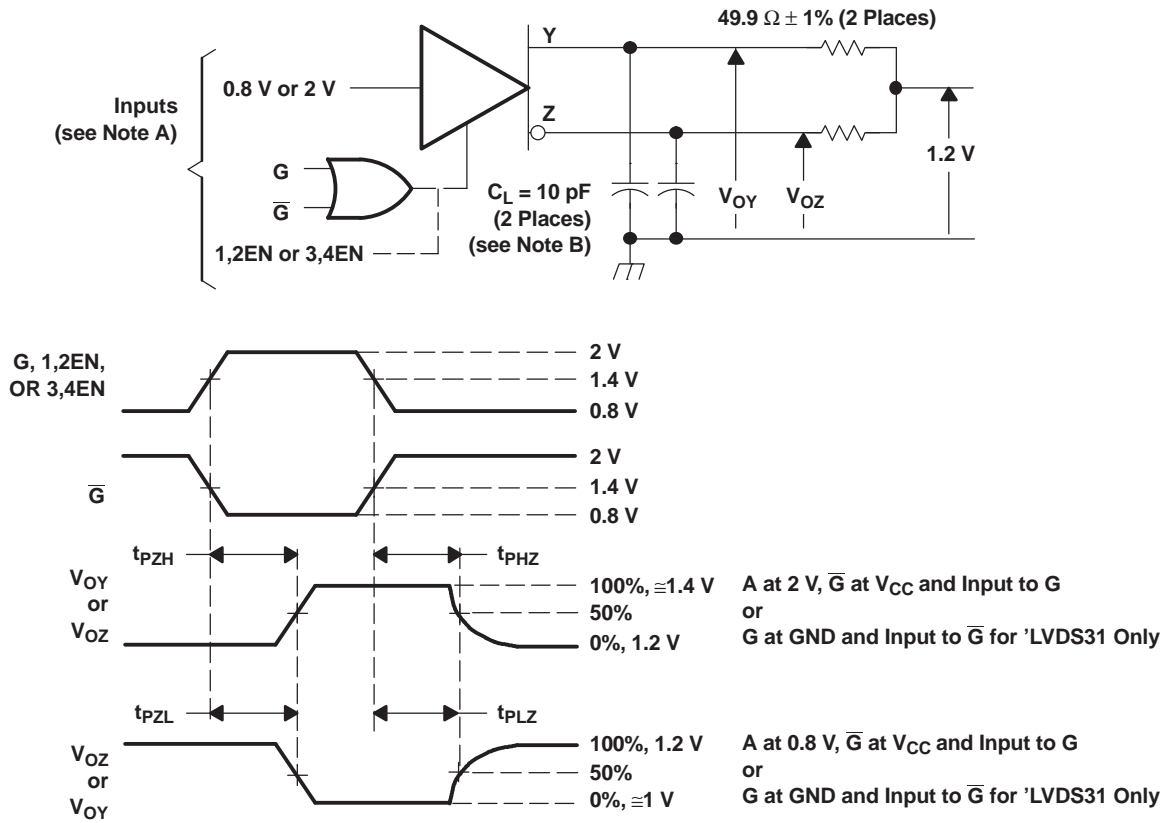 49.9 Ω ± 1% (2 Places)
Y
0.8 V or 2 V
Inputs
(see Note A)
Z
1.2 V
G
G̅
C_L = 10 pF
(2 Places)
(see Note B)
V_OY
V_OZ
1,2EN or 3,4EN
G, 1,2EN,
OR 3,4EN
2 V
1.4 V
0.8 V
G̅
2 V
1.4 V
0.8 V
t_PZH
t_PHZ
V_OY
or
V_OZ
100%, ≅1.4 V
50%
0%, 1.2 V
A at 2 V, G̅ at V_CC and Input to G
or
G at GND and Input to G̅ for 'LVDS31 Only
t_PZL
t_PLZ
V_OZ
or
V_OY
100%, 1.2 V
50%
0%, ≅1 V
A at 0.8 V, G̅ at V_CC and Input to G
or
G at GND and Input to G̅ for 'LVDS31 Only